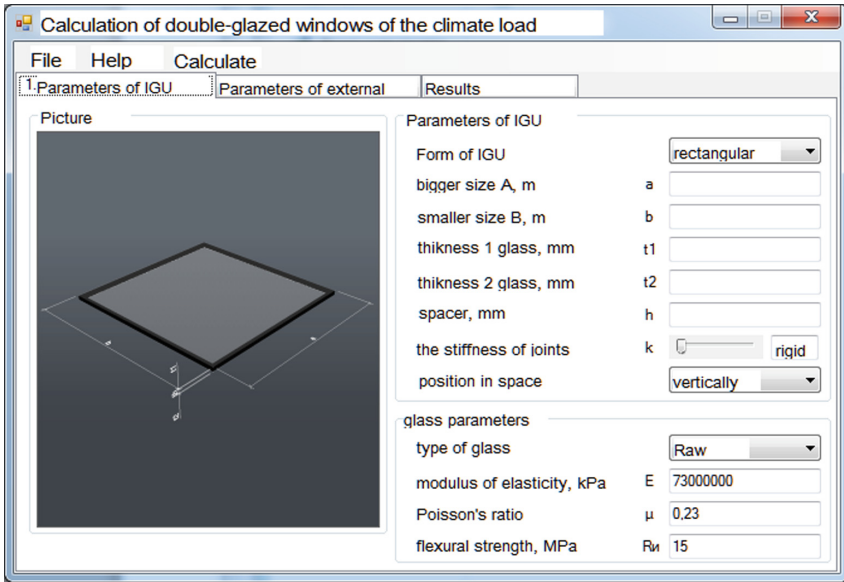 Calculation of double-glazed windows of the climate load
File Help Calculate
1.Parameters of IGU Parameters of external Results
Picture
Parameters of IGU
Form of IGU rectangular
bigger size A, m a
smaller size B, m b
thikness 1 glass, mm t1
thikness 2 glass, mm t2
spacer, mm h
the stiffness of joints k rigid
position in space vertically
glass parameters
type of glass Raw
modulus of elasticity, kPa E 73000000
Poisson's ratio μ 0,23
flexural strength, MPa Rи 15